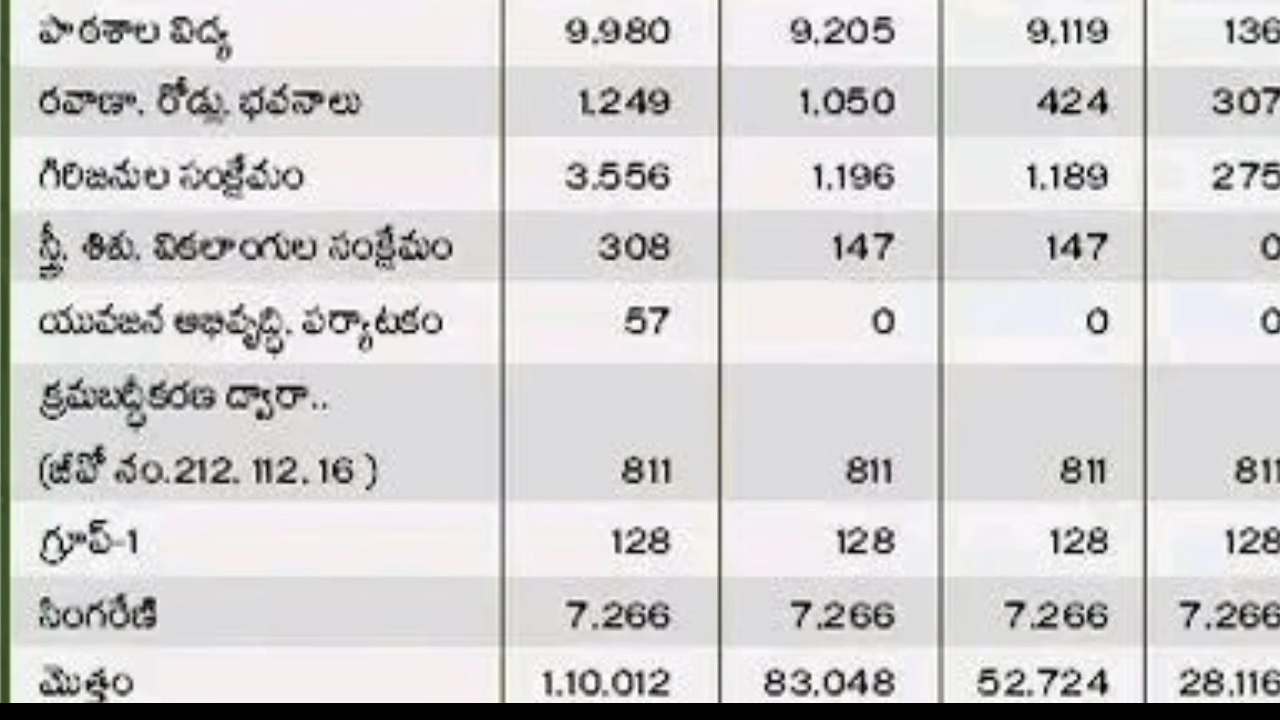 పాఠశాల విద్య 9,980 9,205 9,119 136
రవాణా, రోడ్లు, భవనాలు 1,249 1,050 424 307
గిరిజనుల సంక్షేమం 3,556 1,196 1,189 275
స్త్రీ, శిశు, వికలాంగుల సంక్షేమం 308 147 147 0
యువజన అభివృద్ధి, పర్యాటకం 57 0 0 0
క్రమబద్ధీకరణ ద్వారా..
(జీవో నం.212, 112, 16 ) 811 811 811 811
గ్రూప్-1 128 128 128 128
సింగరేణి 7,266 7,266 7,266 7,266
మొత్తం 1,10,012 83,048 52,724 28,116